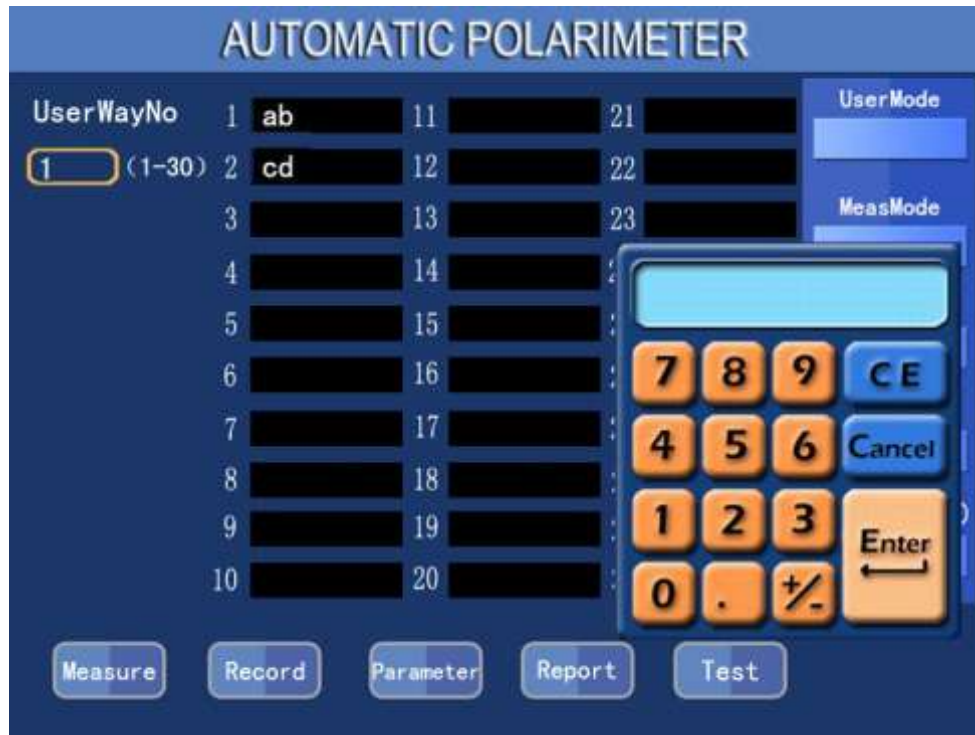 AUTOMATIC POLARIMETER
UserWayNo
1 (1-30)
1 ab
2 cd
3
4
5
6
7
8
9
10
11
12
13
14
15
16
17
18
19
20
21
22
23
UserMode
MeasMode
7 8 9 CE
4 5 6 Cancel
1 2 3 Enter
0 . +/-
Measure Record Parameter Report Test